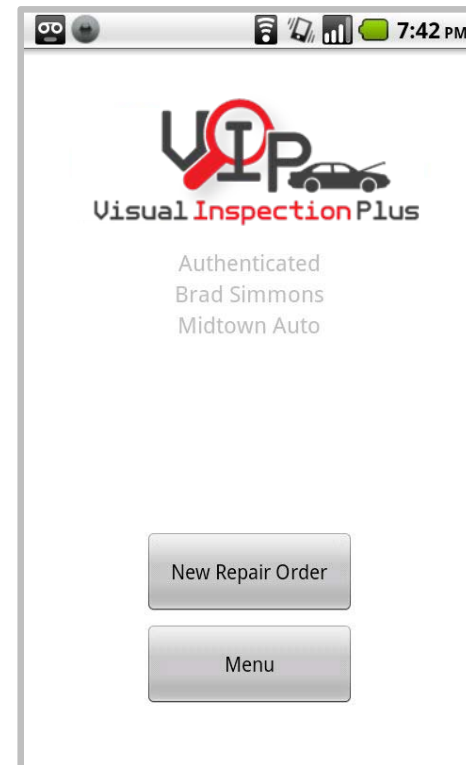 7:42 PM
VIP
Visual Inspection Plus
Authenticated
Brad Simmons
Midtown Auto
New Repair Order
Menu